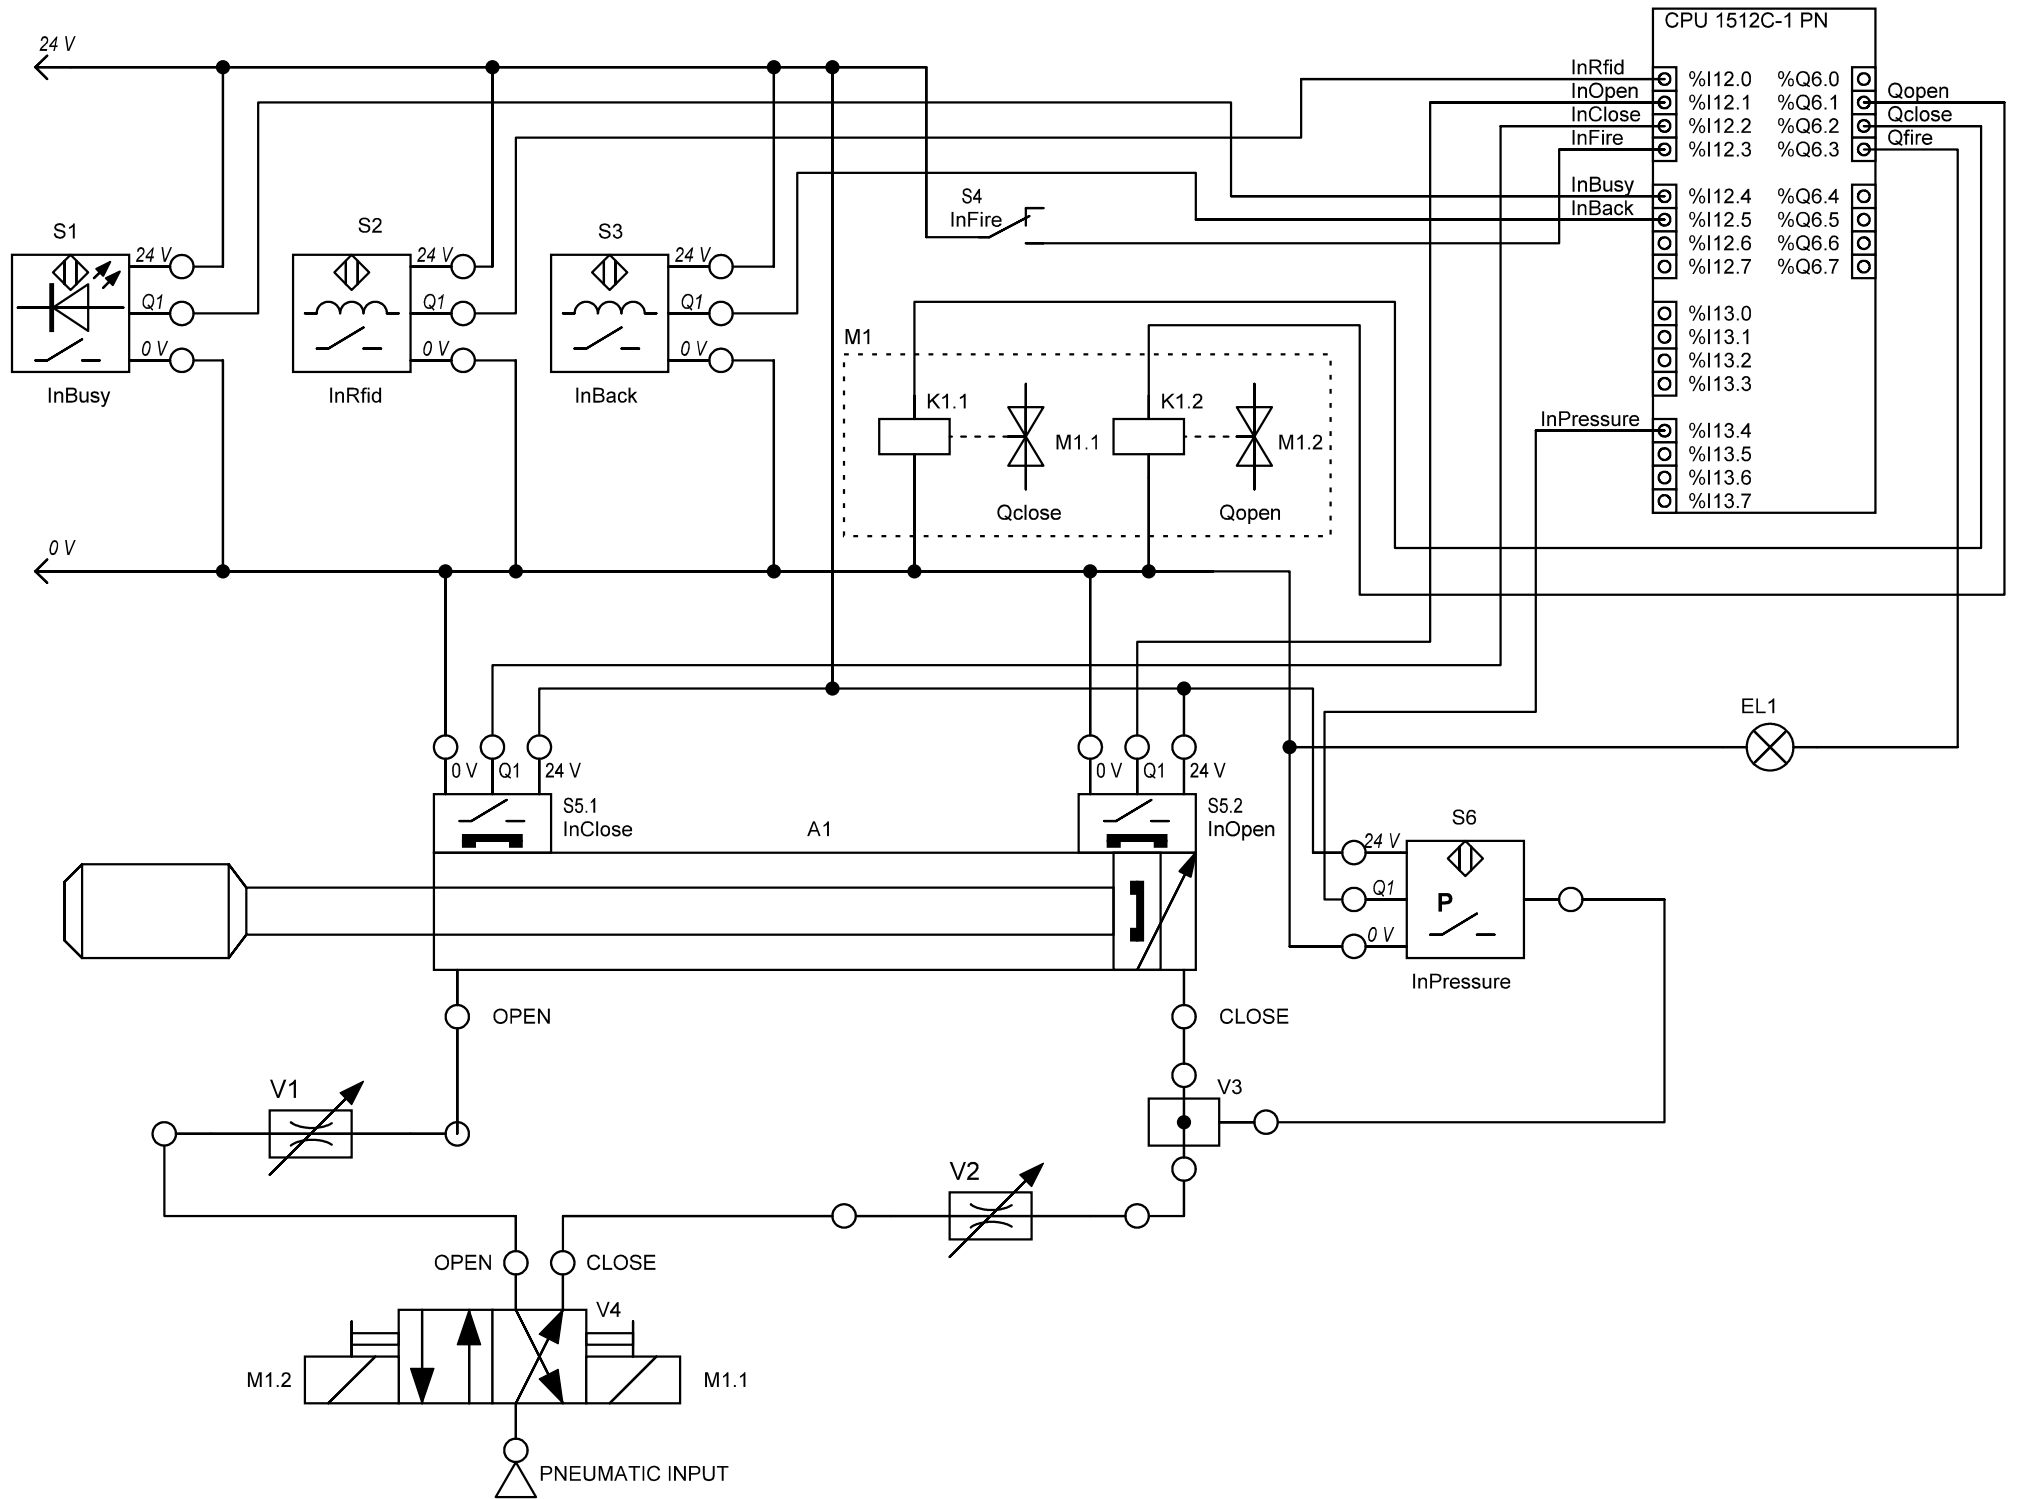 CPU 1512C-1 PN
24 V
InRfid
%I12.0 %Q6.0
InOpen
%I12.1 %Q6.1
Qopen
InClose
%I12.2 %Q6.2
Qclose
InFire
%I12.3 %Q6.3
Qfire
InBusy
%I12.4 %Q6.4
InBack
%I12.5 %Q6.5
%I12.6 %Q6.6
%I12.7 %Q6.7
%I13.0
%I13.1
%I13.2
%I13.3
InPressure
%I13.4
%I13.5
%I13.6
%I13.7
S4
InFire
S1
24 V
Q1
0 V
InBusy
S2
24 V
Q1
0 V
InRfid
S3
24 V
Q1
0 V
InBack
M1
K1.1
M1.1
Qclose
K1.2
M1.2
Qopen
0 V
EL1
0 V Q1 24 V
S5.1
InClose
A1
0 V Q1 24 V
S5.2
InOpen
S6
24 V
Q1
P
0 V
InPressure
OPEN
CLOSE
V1
V3
V2
OPEN
CLOSE
V4
M1.2
M1.1
PNEUMATIC INPUT